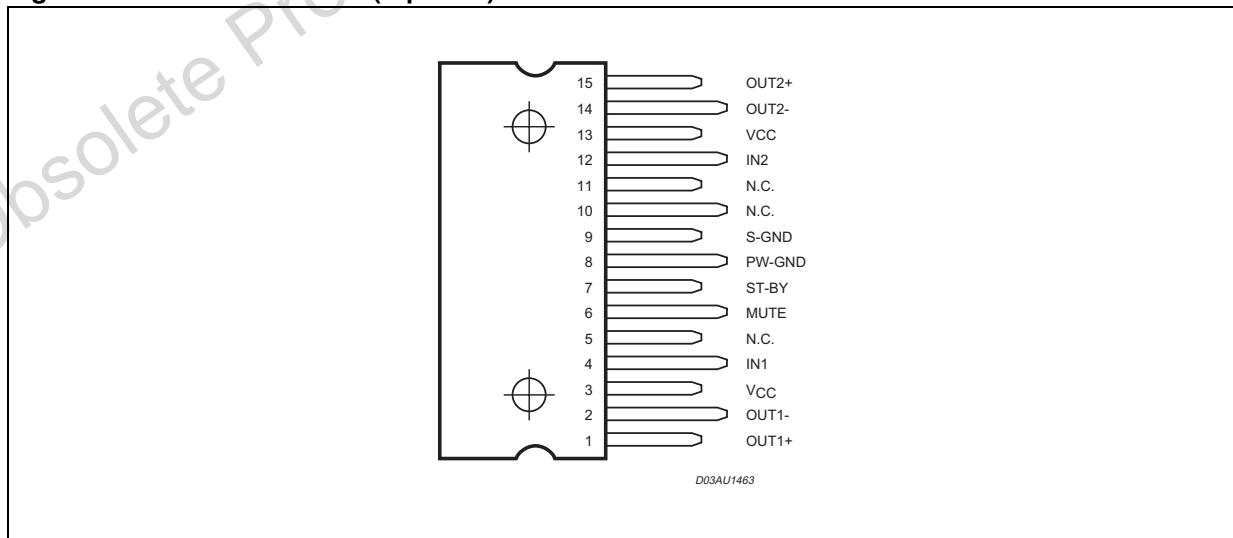 15 OUT2+
14 OUT2-
13 VCC
12 IN2
11 N.C.
10 N.C.
9 S-GND
8 PW-GND
7 ST-BY
6 MUTE
5 N.C.
4 IN1
3 VCC
2 OUT1-
1 OUT1+
D03AU1463
Obsolete